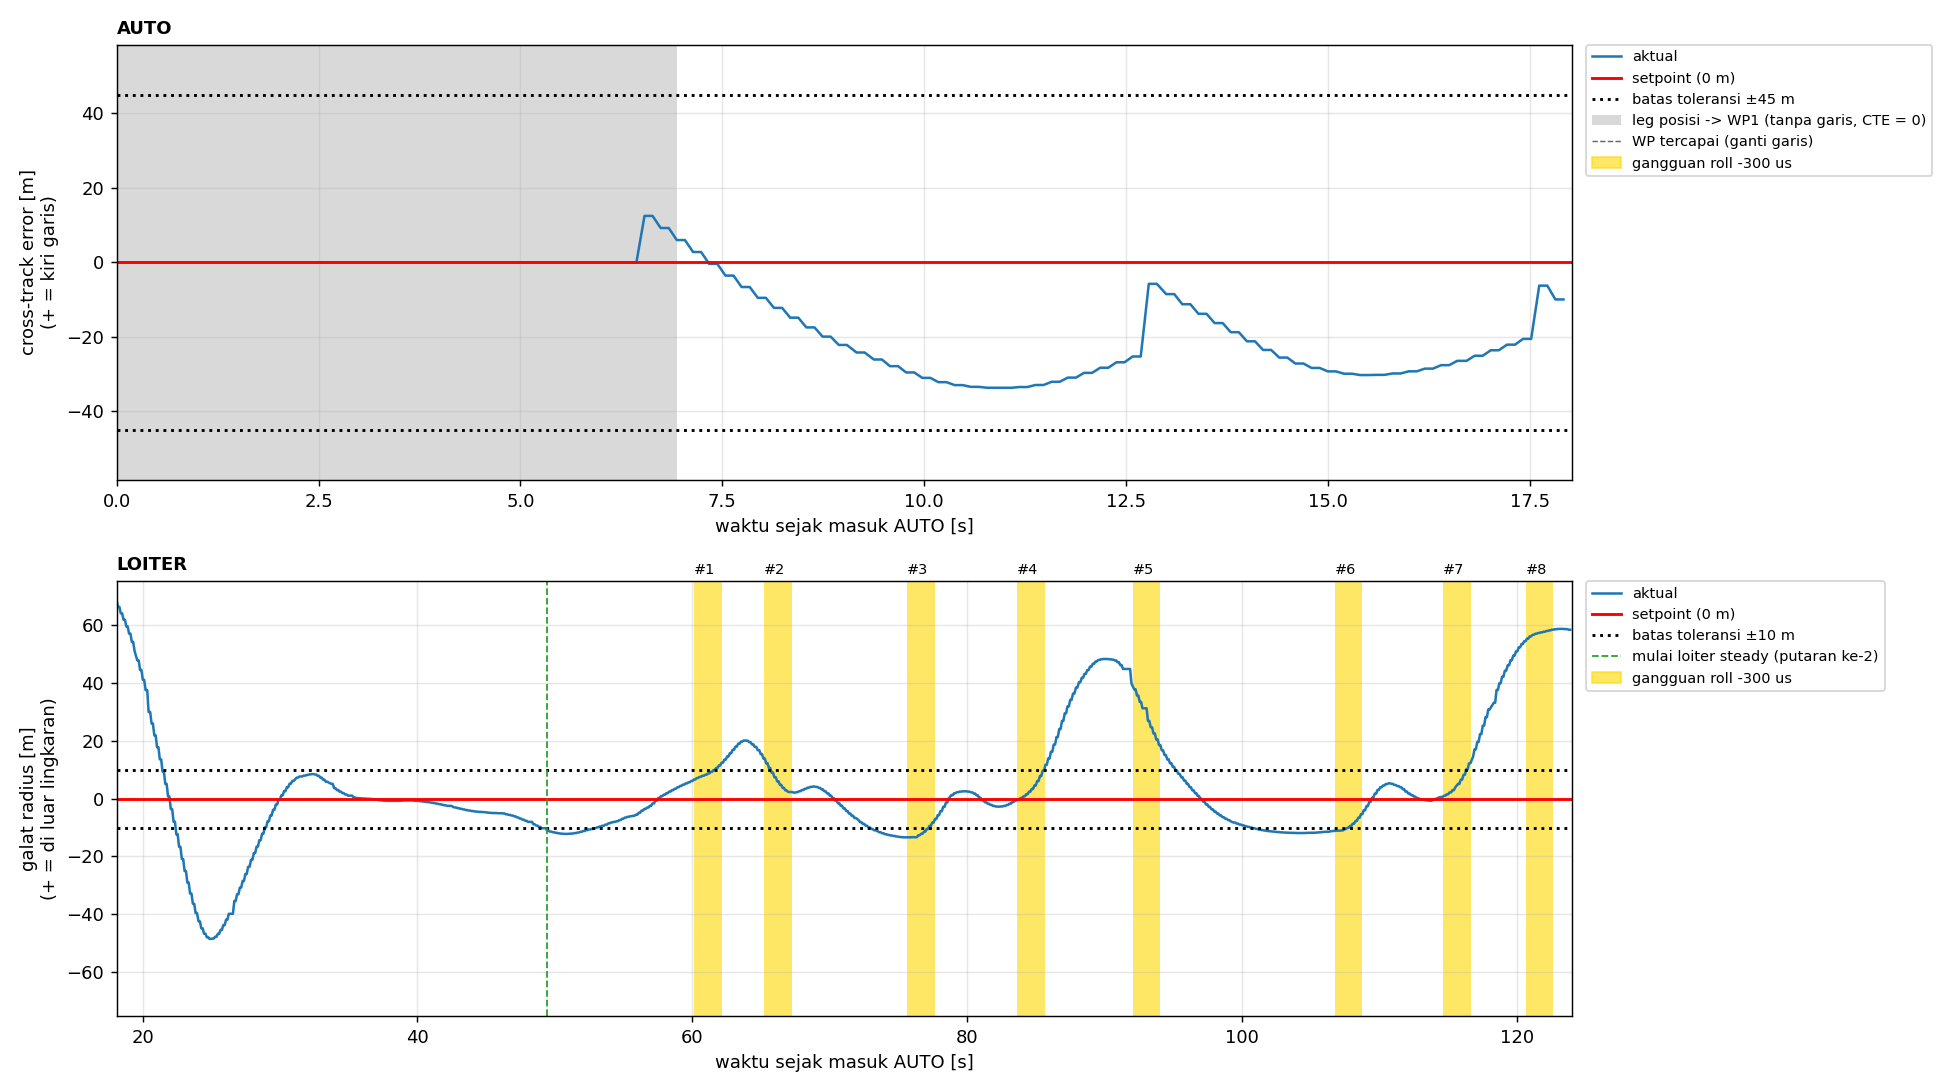 AUTO
40
20
0
−20
−40
cross-track error [m]
(+ = kiri garis)
0.0 2.5 5.0 7.5 10.0 12.5 15.0 17.5
waktu sejak masuk AUTO [s]
aktual
setpoint (0 m)
batas toleransi ±45 m
leg posisi -> WP1 (tanpa garis, CTE = 0)
WP tercapai (ganti garis)
gangguan roll -300 us
LOITER
#1 #2 #3 #4 #5 #6 #7 #8
60
40
20
0
−20
−40
−60
galat radius [m]
(+ = di luar lingkaran)
20 40 60 80 100 120
waktu sejak masuk AUTO [s]
aktual
setpoint (0 m)
batas toleransi ±10 m
mulai loiter steady (putaran ke-2)
gangguan roll -300 us